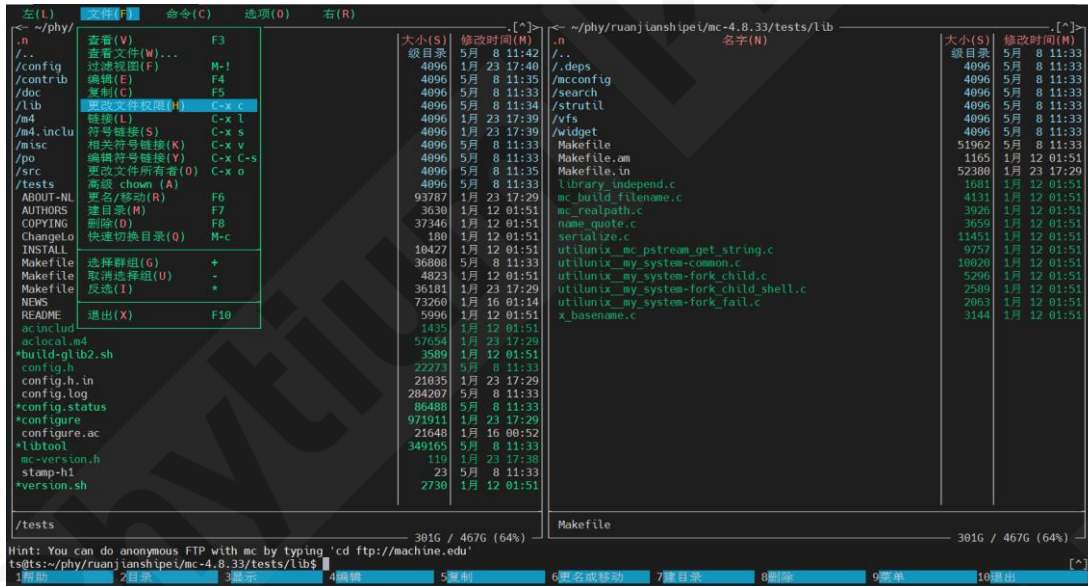 左(L) 文件(F) 命令(C) 选项(O) 右(R)
<- ~/phy/ .[^]> <- ~/phy/ruanjianshipei/mc-4.8.33/tests/lib .[^]>
.n 查看(V) F3 大小(S) 修改时间(M) .n 名字(N) 大小(S) 修改时间(M)
/.. 查看文件(W)... 级目录 5月 8 11:42 /.. 级目录 5月 8 11:33
/config 过滤视图(F) M-! 4096 1月 23 17:40 /.deps 4096 5月 8 11:33
/contrib 编辑(E) F4 4096 5月 8 11:35 /mcconfig 4096 5月 8 11:33
/doc 复制(C) F5 4096 5月 8 11:33 /search 4096 5月 8 11:33
/lib 更改文件权限(H) C-x c 4096 5月 8 11:34 /strutil 4096 5月 8 11:33
/m4 链接(L) C-x l 4096 1月 23 17:39 /vfs 4096 5月 8 11:33
/m4.inclu 符号链接(S) C-x s 4096 1月 23 17:39 /widget 4096 5月 8 11:33
/misc 相关符号链接(K) C-x v 4096 5月 8 11:33 Makefile 51962 5月 8 11:33
/po 编辑符号链接(Y) C-x C-s 4096 5月 8 11:33 Makefile.am 1165 1月 12 01:51
/src 更改文件所有者(O) C-x o 4096 5月 8 11:35 Makefile.in 52380 1月 23 17:29
/tests 高级 chown (A) 4096 5月 8 11:33 library_independ.c 1681 1月 12 01:51
ABOUT-NL 更名/移动(R) F6 93787 1月 23 17:29 mc_build_filename.c 4131 1月 12 01:51
AUTHORS 建目录(M) F7 3630 1月 12 01:51 mc_realpath.c 3926 1月 12 01:51
COPYING 删除(D) F8 37346 1月 12 01:51 name_quote.c 3659 1月 12 01:51
ChangeLo 快速切换目录(Q) M-c 180 1月 12 01:51 serialize.c 11451 1月 12 01:51
INSTALL 10427 1月 12 01:51 utilunix__mc_pstream_get_string.c 9757 1月 12 01:51
Makefile 选择群组(G) + 36808 5月 8 11:33 utilunix__my_system-common.c 10020 1月 12 01:51
Makefile 取消选择组(U) - 4823 1月 12 01:51 utilunix__my_system-fork_child.c 5296 1月 12 01:51
Makefile 反选(I) * 36181 1月 23 17:29 utilunix__my_system-fork_child_shell.c 2589 1月 12 01:51
NEWS 73260 1月 16 01:14 utilunix__my_system-fork_fail.c 2063 1月 12 01:51
README 退出(X) F10 5996 1月 12 01:51 x_basename.c 3144 1月 12 01:51
acinclud 1435 1月 12 01:51
aclocal.m4 57654 1月 23 17:29
*build-glib2.sh 3589 1月 12 01:51
config.h 22273 5月 8 11:33
config.h.in 21035 1月 23 17:29
config.log 284207 5月 8 11:33
*config.status 86488 5月 8 11:33
*configure 971911 1月 23 17:29
configure.ac 21648 1月 16 00:52
*libtool 349165 5月 8 11:33
mc-version.h 119 1月 23 17:38
stamp-h1 23 5月 8 11:33
*version.sh 2730 1月 12 01:51
/tests Makefile
301G / 467G (64%) 301G / 467G (64%)
Hint: You can do anonymous FTP with mc by typing 'cd ftp://machine.edu'
ts@ts:~/phy/ruanjianshipei/mc-4.8.33/tests/lib$ [^]
1帮助 2目录 3显示 4编辑 5复制 6更名或移动 7建目录 8删除 9菜单 10退出